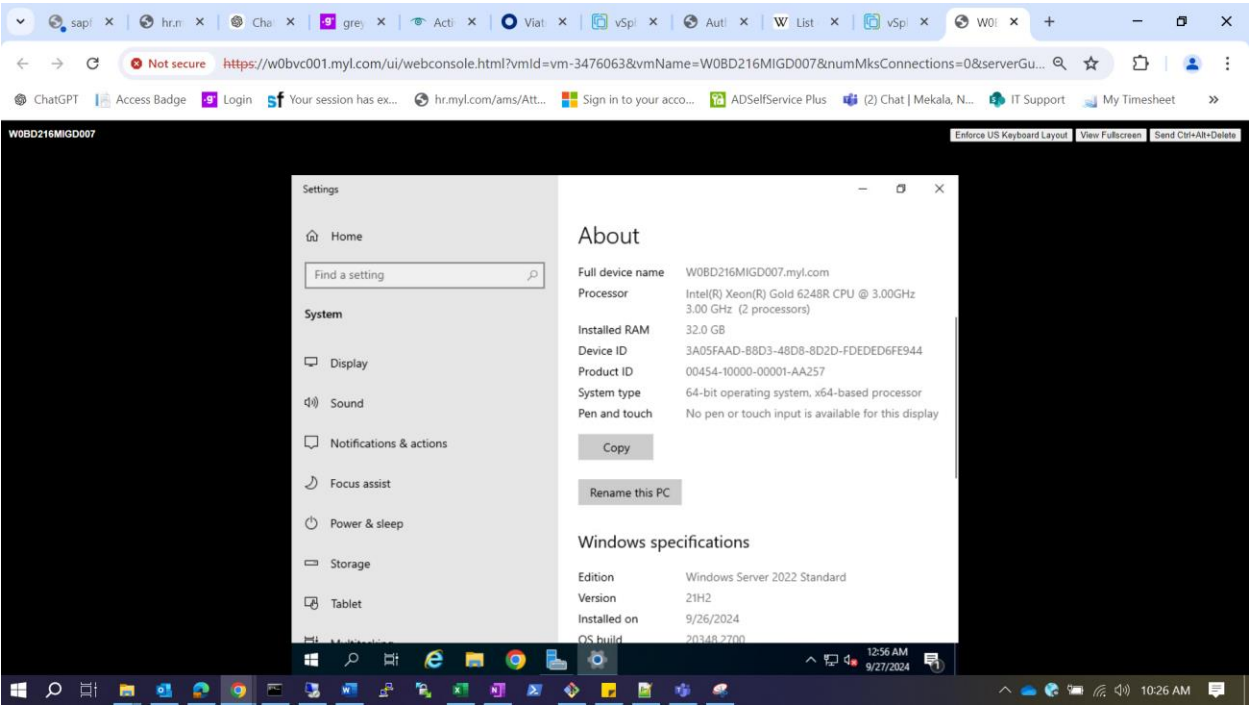 sapf
hr.m
Cha
grey
Acti
Viat
vSpl
Auth
List
vSpl
W0B
Not secure https://w0bvc001.myl.com/ui/webconsole.html?vmId=vm-3476063&vmName=W0BD216MIGD007&numMksConnections=0&serverGu...
ChatGPT Access Badge Login Your session has ex... hr.myl.com/ams/Att... Sign in to your acco... ADSelfService Plus (2) Chat | Mekala, N... IT Support My Timesheet
W0BD216MIGD007 Enforce US Keyboard Layout View Fullscreen Send Ctrl+Alt+Delete
Settings
Home
Find a setting
System
Display
Sound
Notifications & actions
Focus assist
Power & sleep
Storage
Tablet
Multitasking
About
Full device name W0BD216MIGD007.myl.com
Processor Intel(R) Xeon(R) Gold 6248R CPU @ 3.00GHz
3.00 GHz (2 processors)
Installed RAM 32.0 GB
Device ID 3A05FAAD-B8D3-48D8-8D2D-FDEDED6FE944
Product ID 00454-10000-00001-AA257
System type 64-bit operating system, x64-based processor
Pen and touch No pen or touch input is available for this display
Copy
Rename this PC
Windows specifications
Edition Windows Server 2022 Standard
Version 21H2
Installed on 9/26/2024
OS build 20348.2700
12:56 AM
9/27/2024
10:26 AM